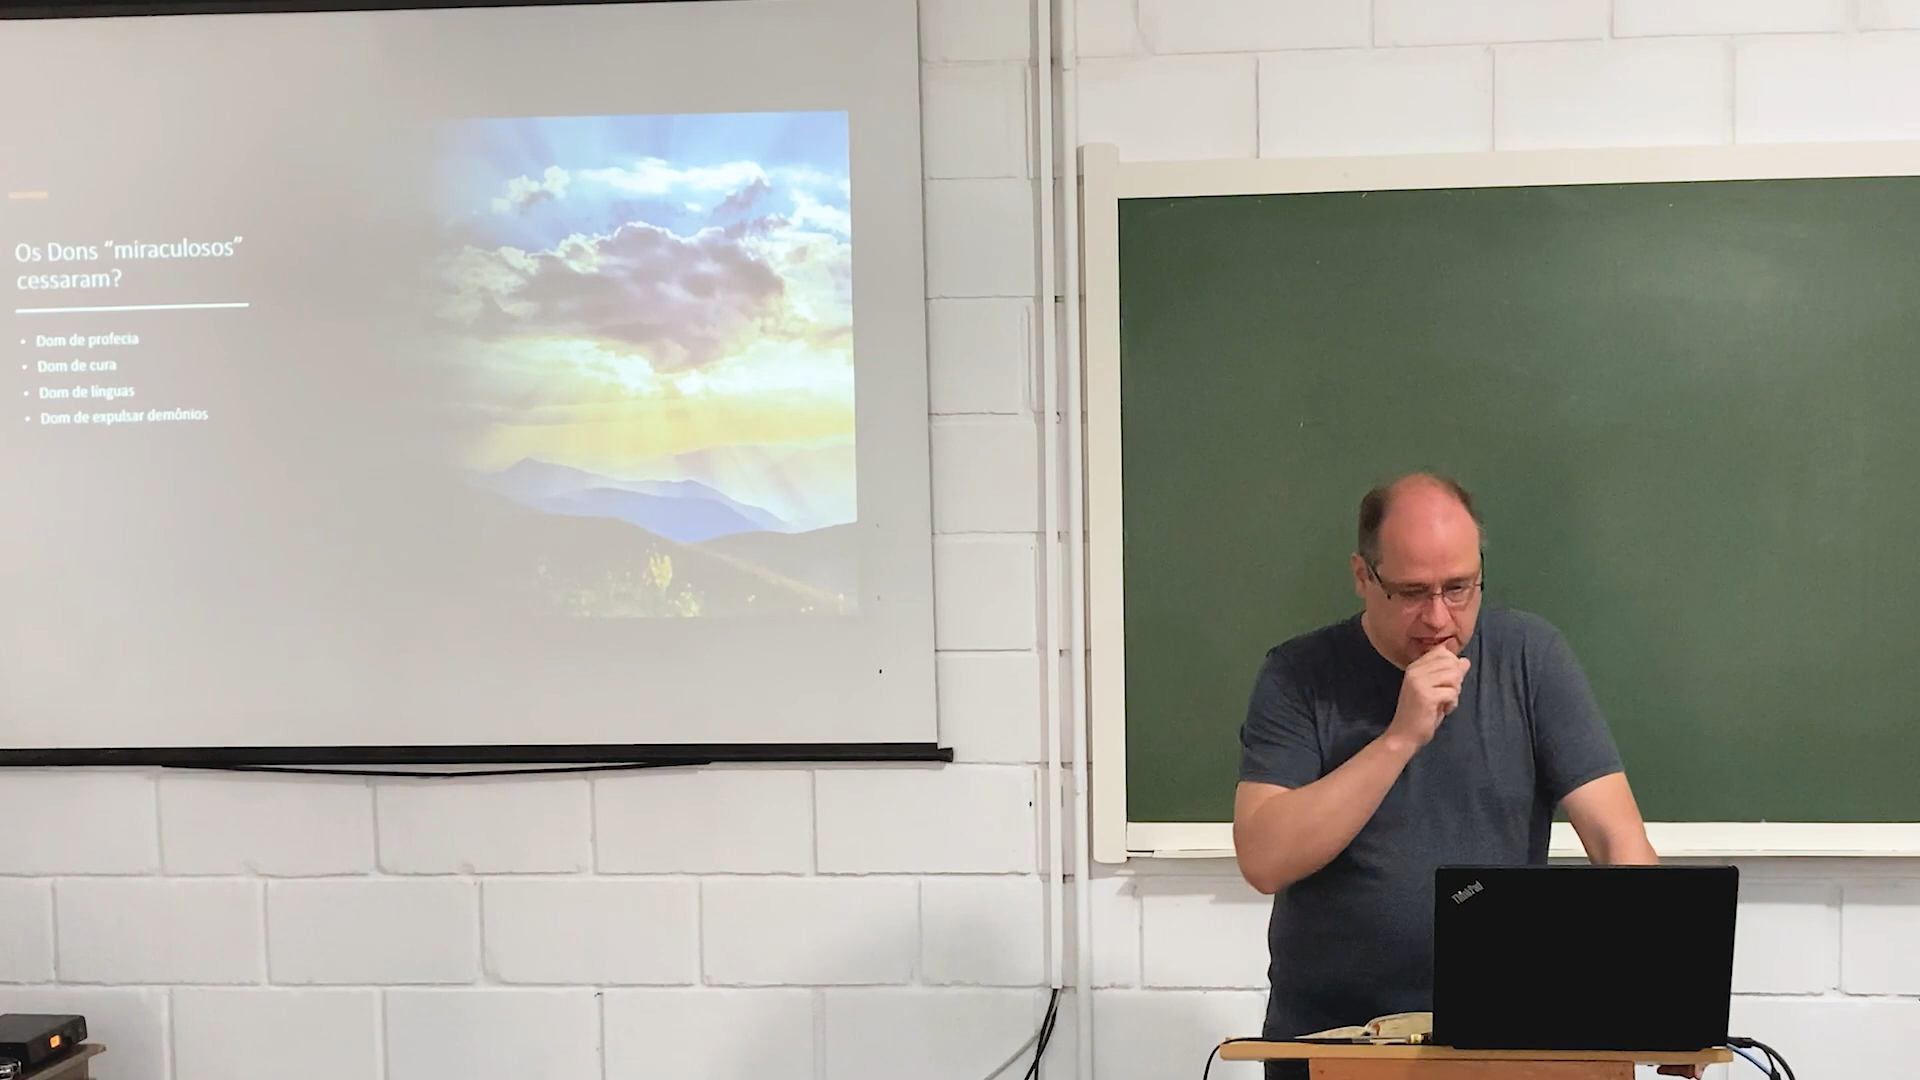 Os Dons “miraculosos”
cessaram?
• Dom de profecia
• Dom de cura
• Dom de línguas
• Dom de expulsar demônios
ThinkPad